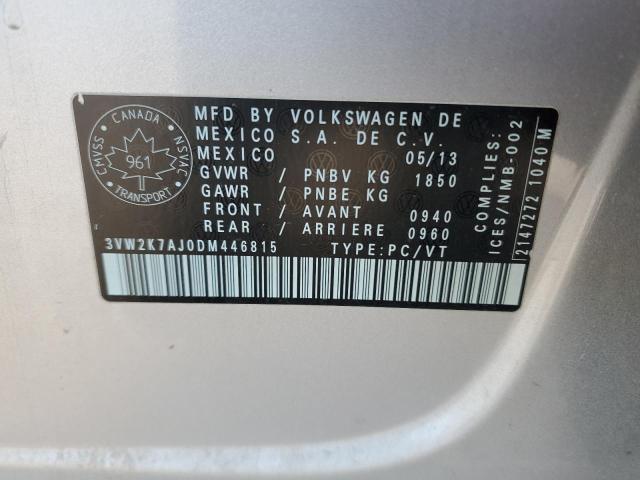 CANADA
CMVSS
961
NSVAC
TRANSPORT
MFD BY VOLKSWAGEN DE
MEXICO S.A. DE C.V.
MEXICO 05/13
GVWR / PNBV KG 1850
GAWR / PNBE KG
FRONT / AVANT 0940
REAR / ARRIERE 0960
3VW2K7AJ0DM446815 TYPE:PC/VT
COMPLIES:
ICES/NMB-002
2147272 1040 M